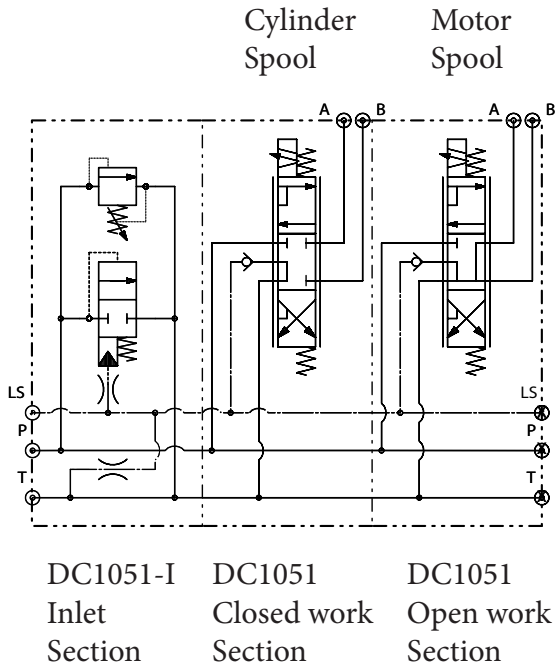 Cylinder
Spool
Motor
Spool
A
B
A
B
LS
LS
P
P
T
T
DC1051-I
Inlet
Section
DC1051
Closed work
Section
DC1051
Open work
Section